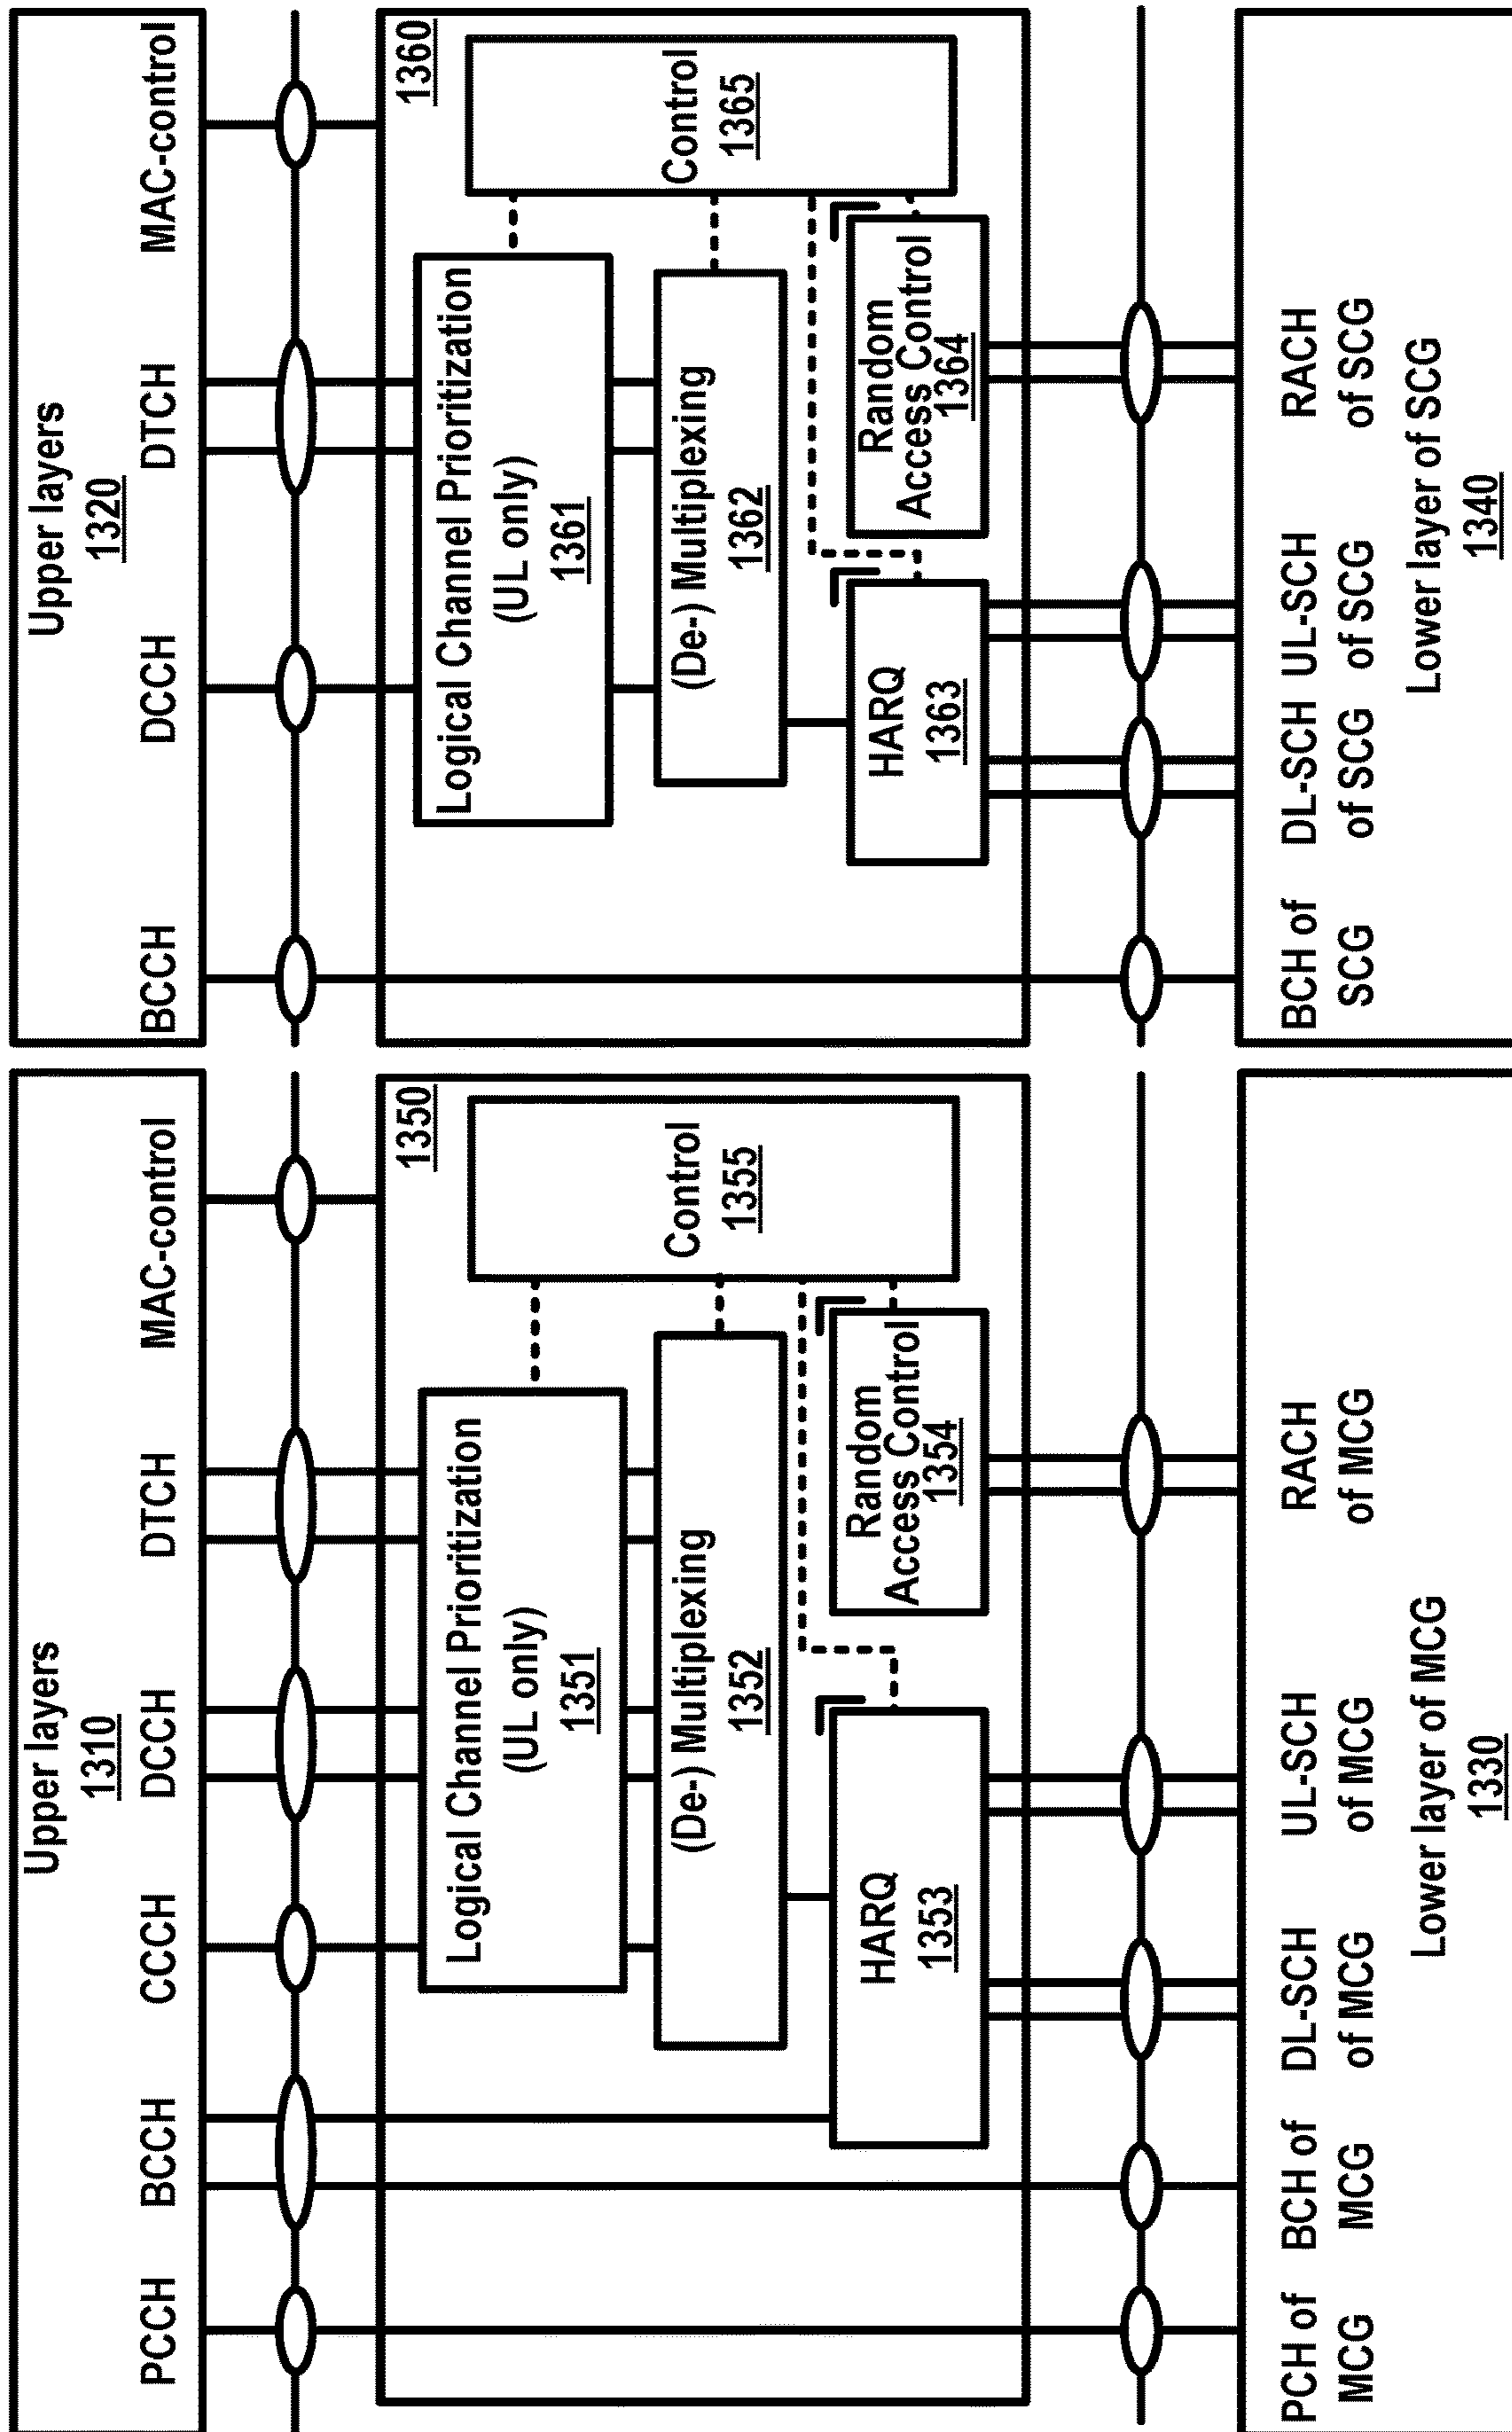 Upper layers
1310
PCCH
BCCH
CCCH
DCCH
DTCH
MAC-control
1350
Logical Channel Prioritization
(UL only)
1351
(De-) Multiplexing
1352
HARQ
1353
Random
Access Control
1354
Control
1355
PCH of
MCG
BCH of
MCG
DL-SCH
of MCG
UL-SCH
of MCG
RACH
of MCG
Lower layer of MCG
1330
Upper layers
1320
BCCH
DCCH
DTCH
MAC-control
1360
Logical Channel Prioritization
(UL only)
1361
(De-) Multiplexing
1362
HARQ
1363
Random
Access Control
1364
Control
1365
BCH of
SCG
DL-SCH
of SCG
UL-SCH
of SCG
RACH
of SCG
Lower layer of SCG
1340